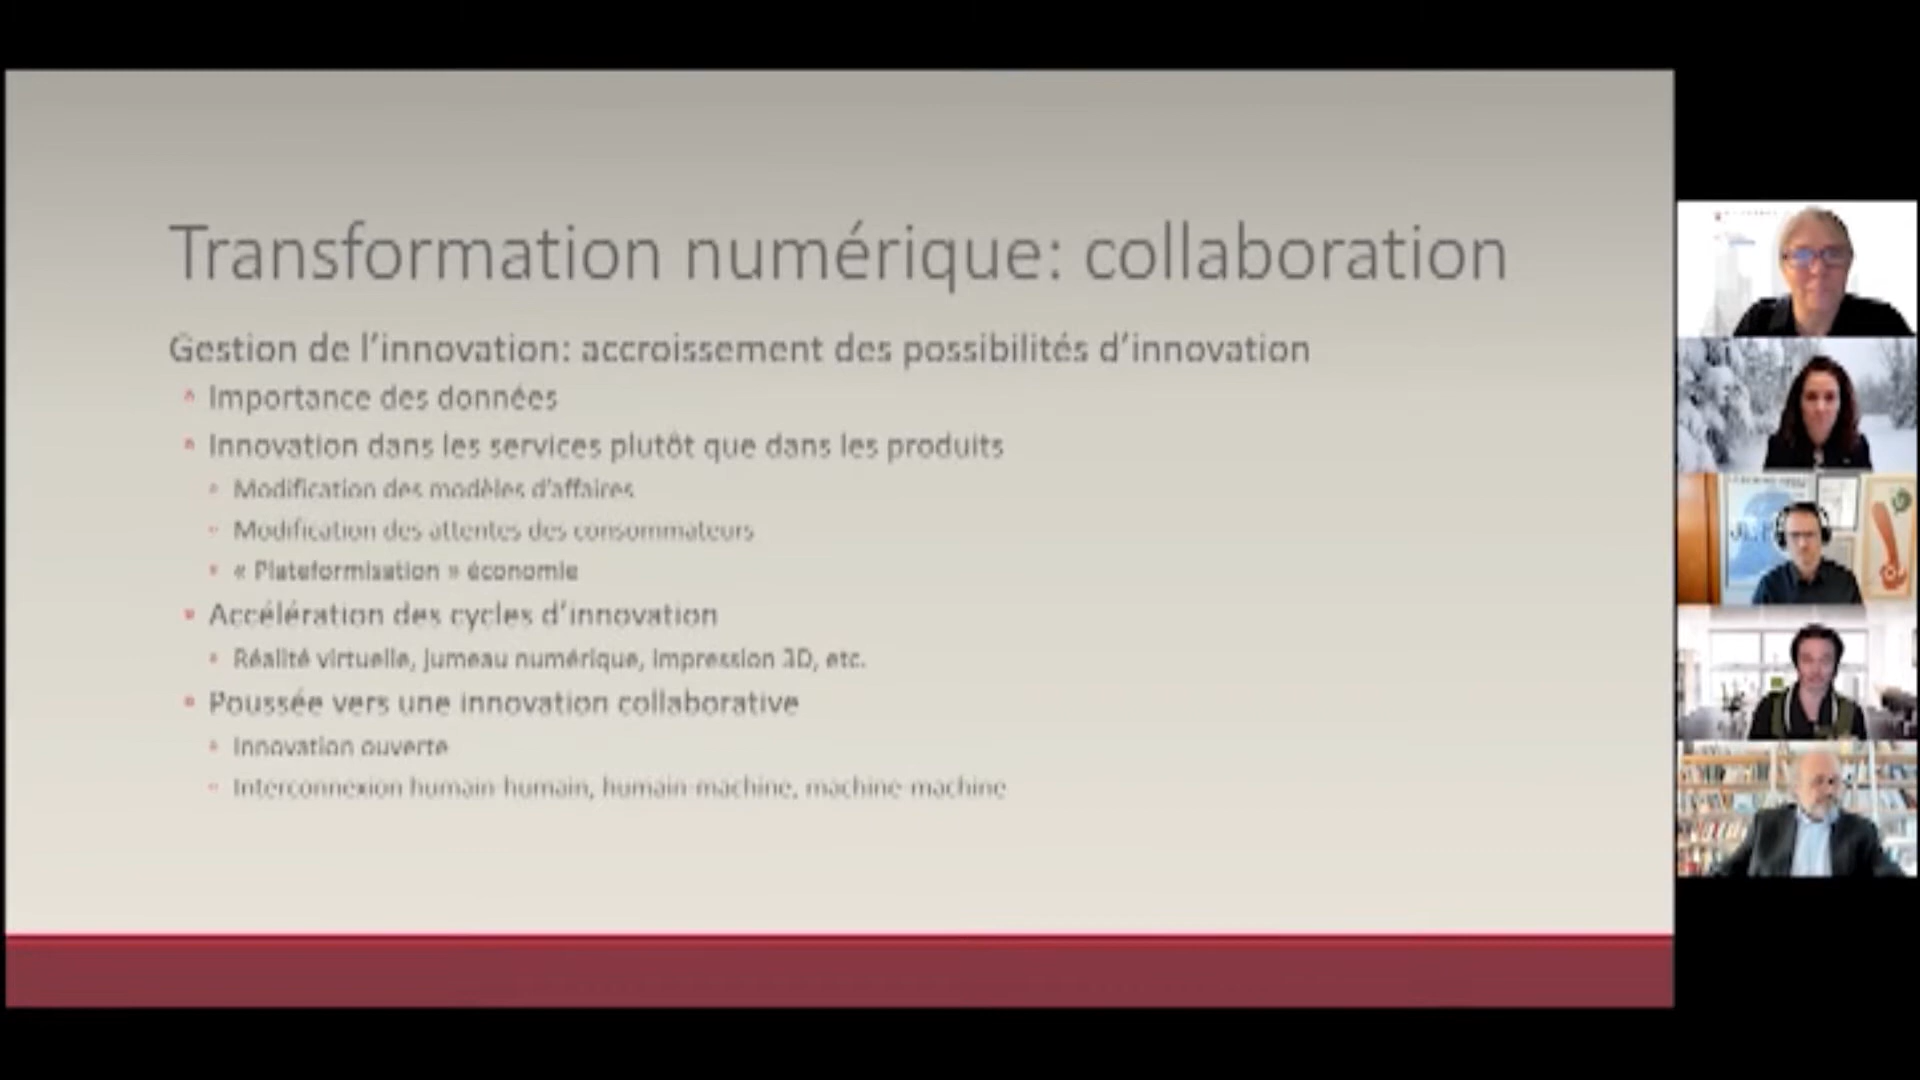 Transformation numérique: collaboration
Gestion de l'innovation: accroissement des possibilités d'innovation
Importance des données
Innovation dans les services plutôt que dans les produits
Modification des modèles d'affaires
Modification des attentes des consommateurs
« Plateformisation » économie
Accélération des cycles d'innovation
Réalité virtuelle, jumeau numérique, impression 3D, etc.
Poussée vers une innovation collaborative
Innovation ouverte
Interconnexion humain-humain, humain-machine, machine-machine